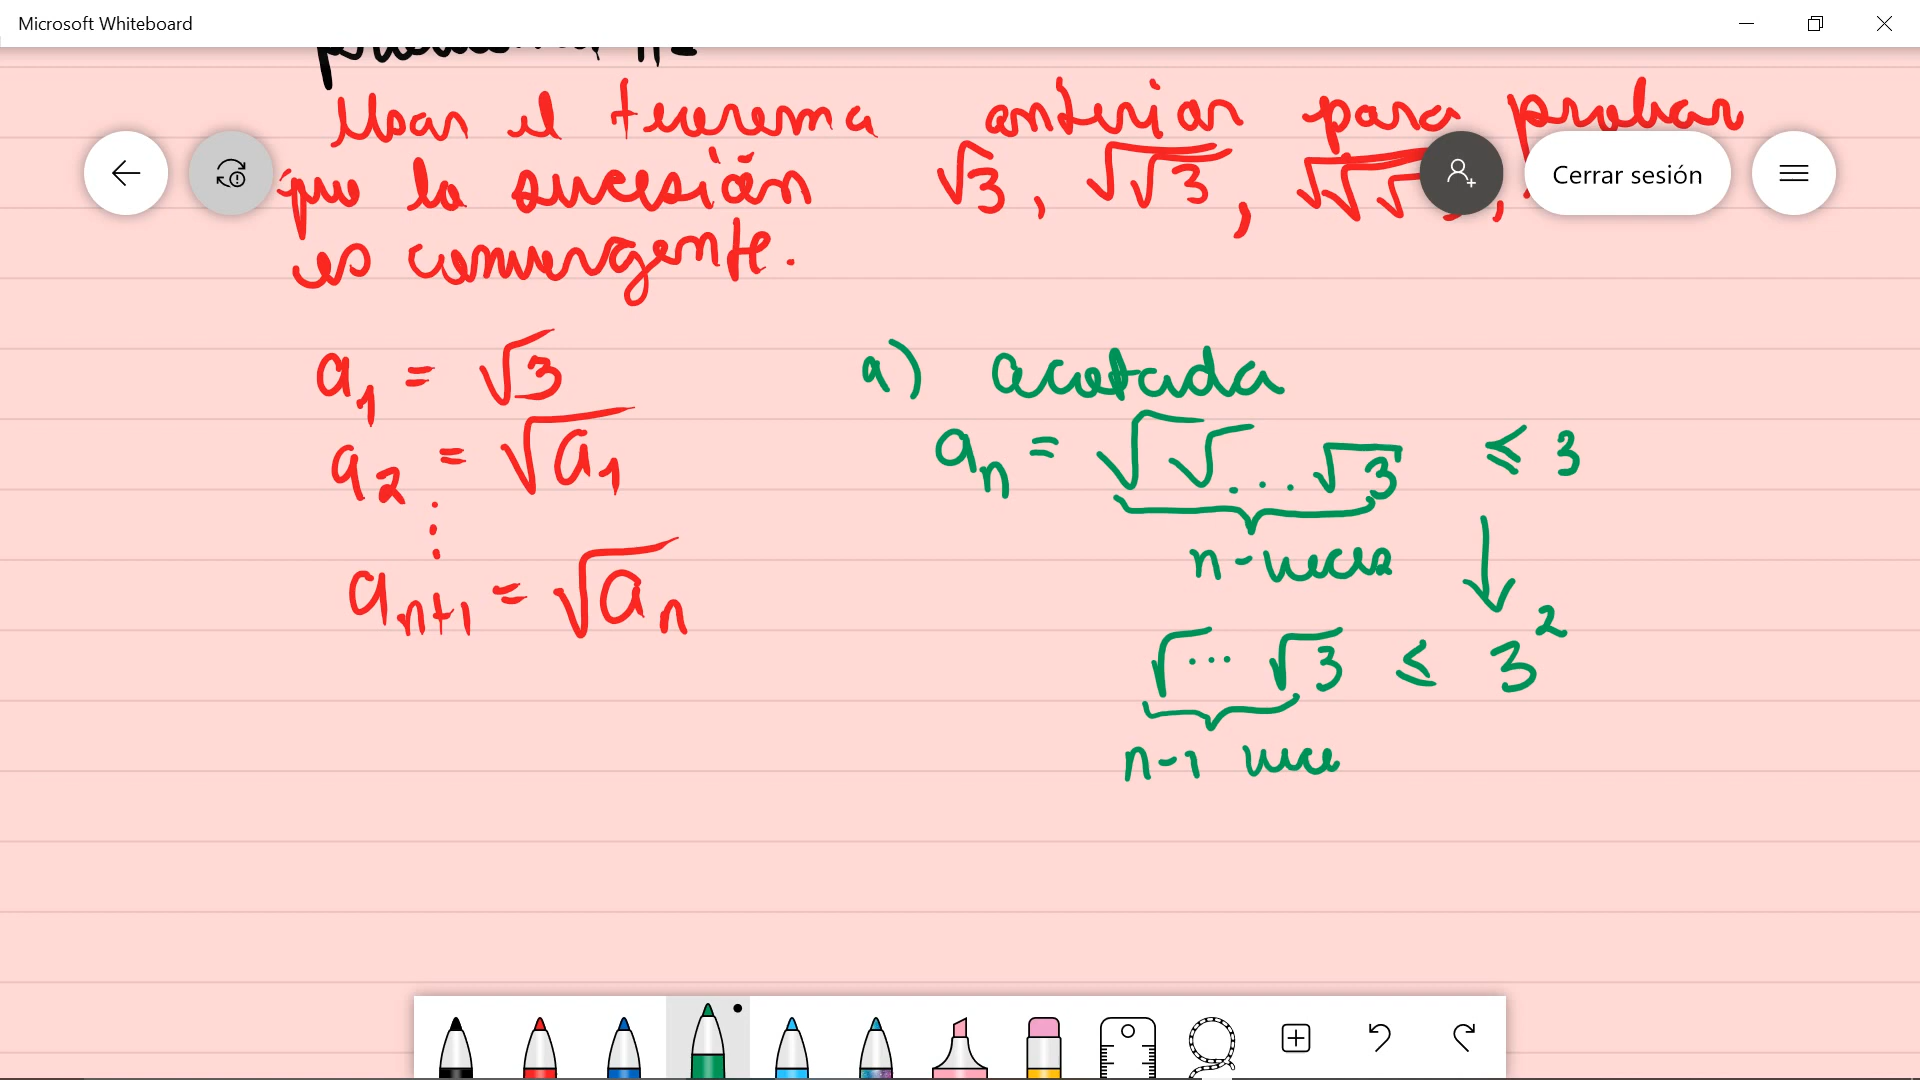 Microsoft Whiteboard
Usar el teorema anterior para probar
que la sucesión √3, √√3, √√√
Cerrar sesión
es convergente.
a₁ = √3
a₂ = √a₁
⋮
aₙ₊₁ = √aₙ
a) acotada
aₙ = √√...√3 ≤ 3
n-veces
√...√3 ≤ 3²
n-1 vece